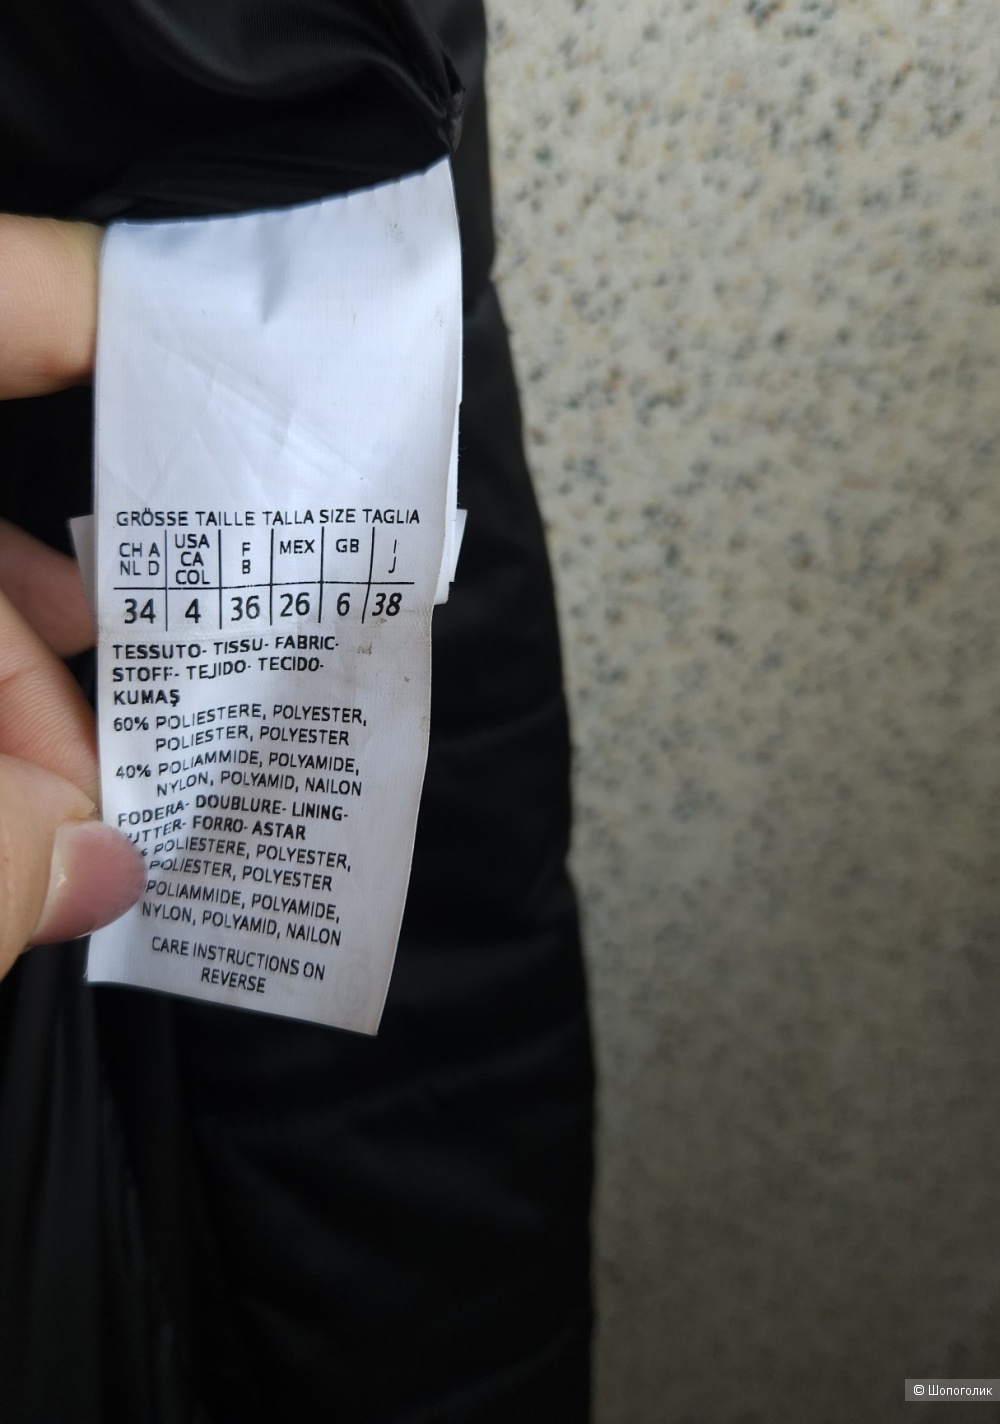 GRÖSSE TAILLE TALLA SIZE TAGLIA
CH A NL D USA CA COL F B MEX GB I J
34 4 36 26 6 38
TESSUTO- TISSU- FABRIC-
STOFF- TEJIDO- TECIDO-
KUMAŞ
60% POLIESTERE, POLYESTER,
POLIESTER, POLYESTER
40% POLIAMMIDE, POLYAMIDE,
NYLON, POLYAMID, NAILON
FODERA- DOUBLURE- LINING-
FORRO- ASTAR
POLIESTERE, POLYESTER,
POLIESTER, POLYESTER
POLIAMMIDE, POLYAMIDE,
NYLON, POLYAMID, NAILON
CARE INSTRUCTIONS ON
REVERSE
© Шопоголик